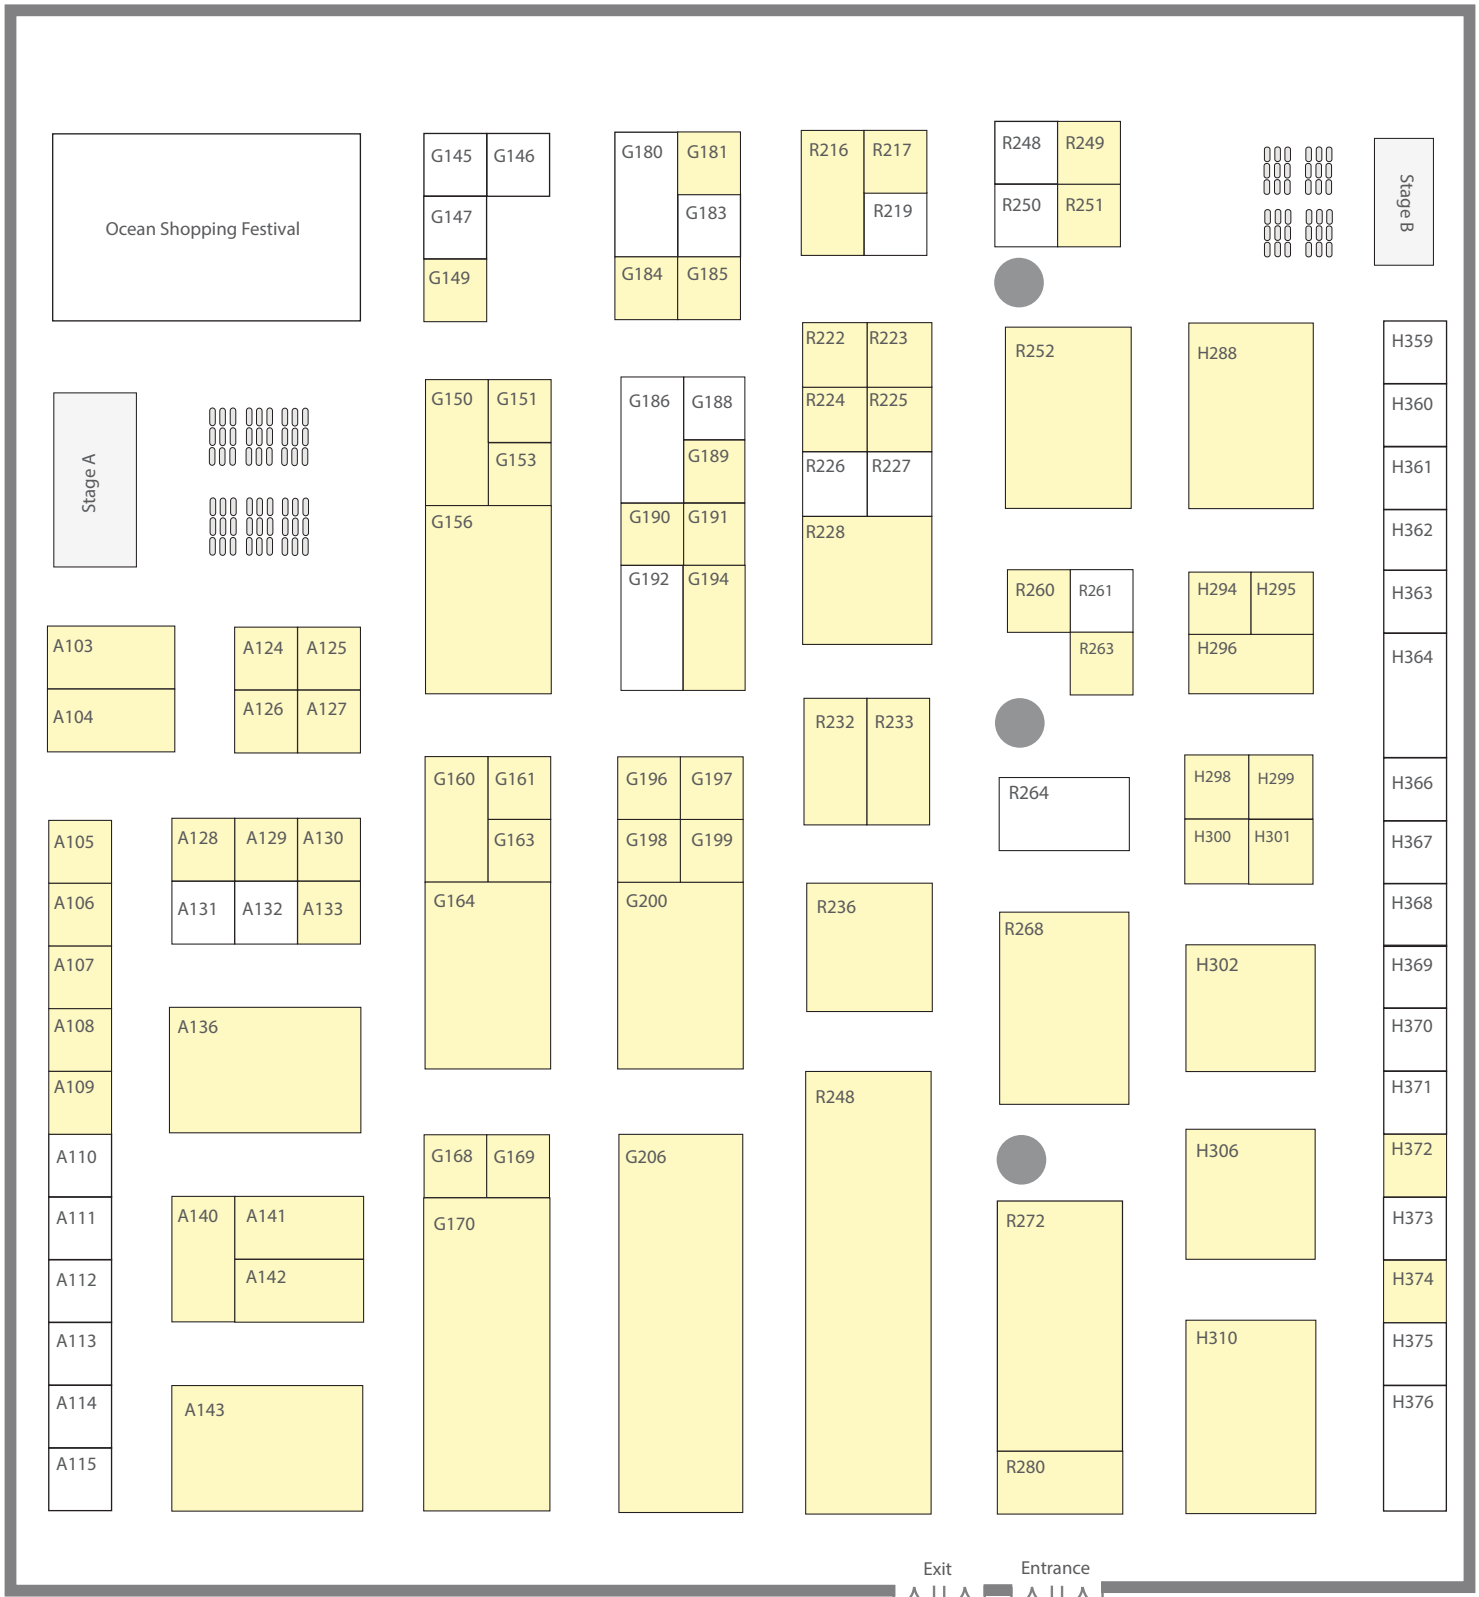 G145 G146
G180 G181
R216 R217
R248 R249
Stage B
Ocean Shopping Festival
G147
G183
R219
R250 R251
G149
G184 G185
R222 R223
R252
H288
H359
G150 G151
G186 G188
R224 R225
H360
Stage A
G153
G189
R226 R227
H361
G156
G190 G191
R228
H362
G192 G194
R260 R261
H294 H295
H363
A103
A124 A125
R263
H296
H364
A104
A126 A127
R232 R233
G160 G161
G196 G197
R264
H298 H299
H366
A105
A128 A129 A130
G163
G198 G199
H300 H301
H367
A106
A131 A132 A133
G164
G200
R236
R268
H368
A107
H302
H369
A108
A136
H370
A109
R248
H371
A110
G168 G169
G206
H306
H372
A111
A140 A141
G170
R272
H373
A112
A142
H374
A113
H310
H375
A114
A143
H376
A115
R280
Exit Entrance